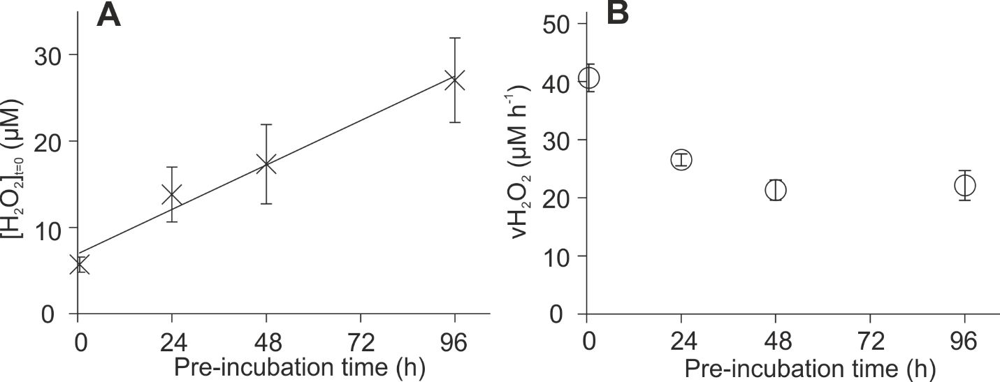 A
30
20
10
0
[H₂O₂]ₜ₌₀ (µM)
0 24 48 72 96
Pre-incubation time (h)
B
50
40
30
20
10
0
vH₂O₂ (µM h⁻¹)
0 24 48 72 96
Pre-incubation time (h)